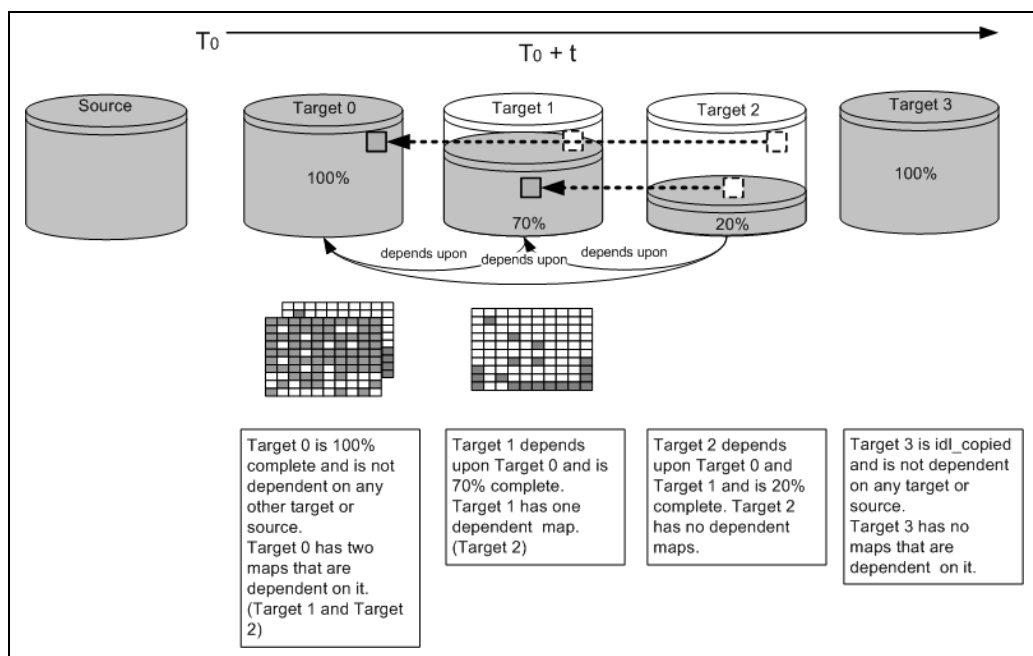 T0
T0 + t
Source
Target 0
Target 1
Target 2
Target 3
100%
70%
20%
100%
depends upon
depends upon
depends upon
Target 0 is 100%
complete and is not
dependent on any
other target or
source.
Target 0 has two
maps that are
dependent on it.
(Target 1 and Target
2)
Target 1 depends
upon Target 0 and is
70% complete.
Target 1 has one
dependent map.
(Target 2)
Target 2 depends
upon Target 0 and
Target 1 and is 20%
complete. Target 2
has no dependent
maps.
Target 3 is idl_copied
and is not dependent
on any target or
source.
Target 3 has no
maps that are
dependent on it.